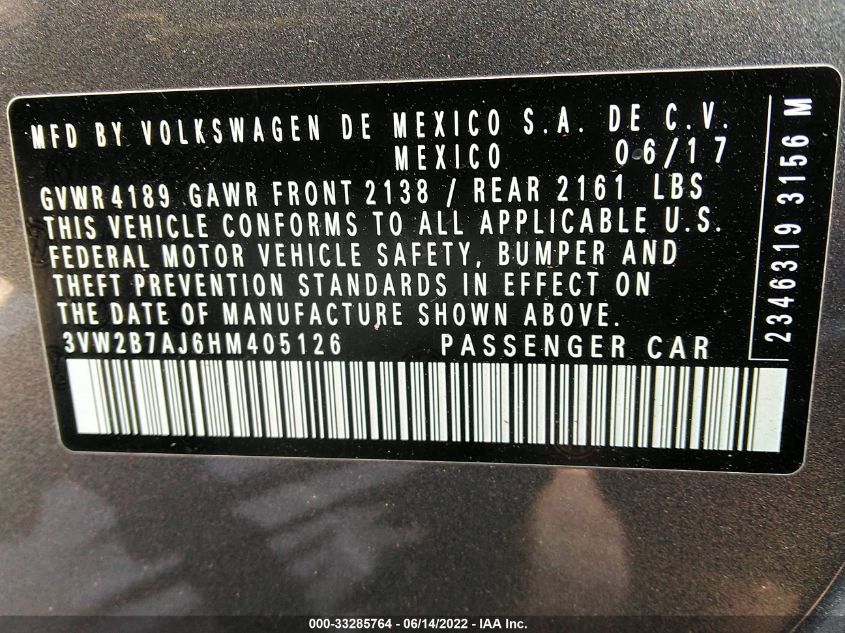 MFD BY VOLKSWAGEN DE MEXICO S.A. DE C.V.
MEXICO 06/17
GVWR 4189 GAWR FRONT 2138 / REAR 2161 LBS
THIS VEHICLE CONFORMS TO ALL APPLICABLE U.S.
FEDERAL MOTOR VEHICLE SAFETY, BUMPER AND
THEFT PREVENTION STANDARDS IN EFFECT ON
THE DATE OF MANUFACTURE SHOWN ABOVE.
3VW2B7AJ6HM405126 PASSENGER CAR
2346319 3156 M
000-33285764 - 06/14/2022 - IAA Inc.